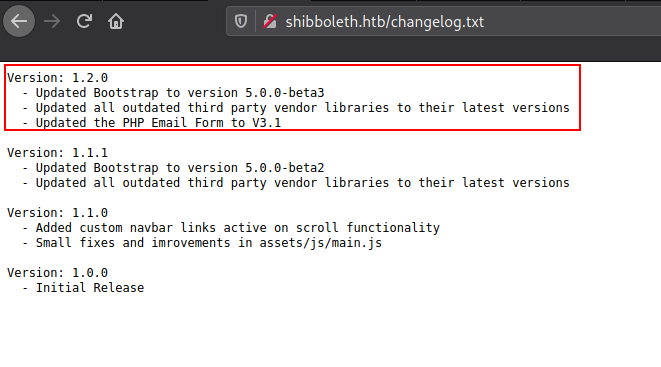 shibboleth.htb/changelog.txt
Version: 1.2.0
- Updated Bootstrap to version 5.0.0-beta3
- Updated all outdated third party vendor libraries to their latest versions
- Updated the PHP Email Form to V3.1
Version: 1.1.1
- Updated Bootstrap to version 5.0.0-beta2
- Updated all outdated third party vendor libraries to their latest versions
Version: 1.1.0
- Added custom navbar links active on scroll functionality
- Small fixes and imrovements in assets/js/main.js
Version: 1.0.0
- Initial Release